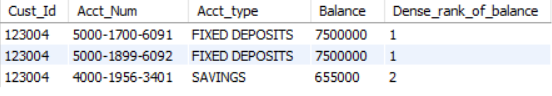 Cust_Id Acct_Num Acct_type Balance Dense_rank_of_balance
123004 5000-1700-6091 FIXED DEPOSITS 7500000 1
123004 5000-1899-6092 FIXED DEPOSITS 7500000 1
123004 4000-1956-3401 SAVINGS 655000 2